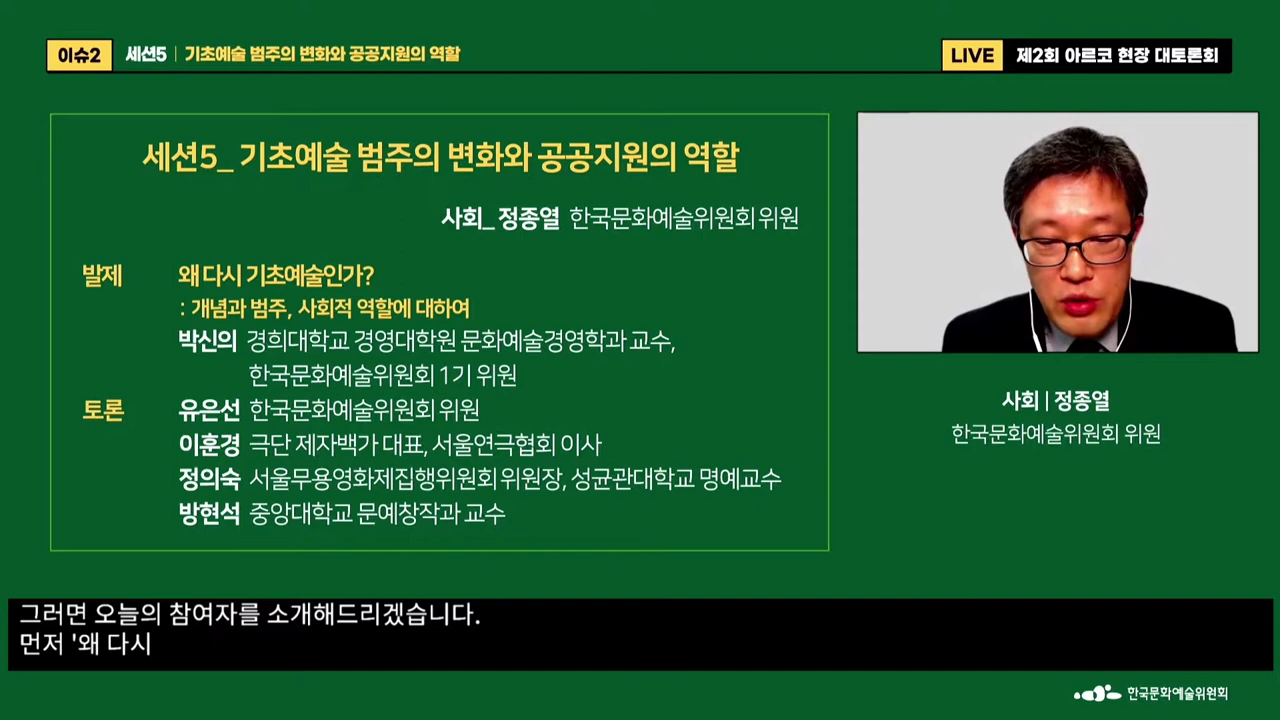 이슈2 세션5 | 기초예술 범주의 변화와 공공지원의 역할
LIVE 제2회 아르코 현장 대토론회
세션5_ 기초예술 범주의 변화와 공공지원의 역할
사회_ 정종열 한국문화예술위원회 위원
발제 왜 다시 기초예술인가?
: 개념과 범주, 사회적 역할에 대하여
박신의 경희대학교 경영대학원 문화예술경영학과 교수,
한국문화예술위원회 1기 위원
토론 유은선 한국문화예술위원회 위원
이훈경 극단 제자백가 대표, 서울연극협회 이사
정의숙 서울무용영화제집행위원회 위원장, 성균관대학교 명예교수
방현석 중앙대학교 문예창작과 교수
사회 | 정종열
한국문화예술위원회 위원
그러면 오늘의 참여자를 소개해드리겠습니다.
먼저 '왜 다시
한국문화예술위원회